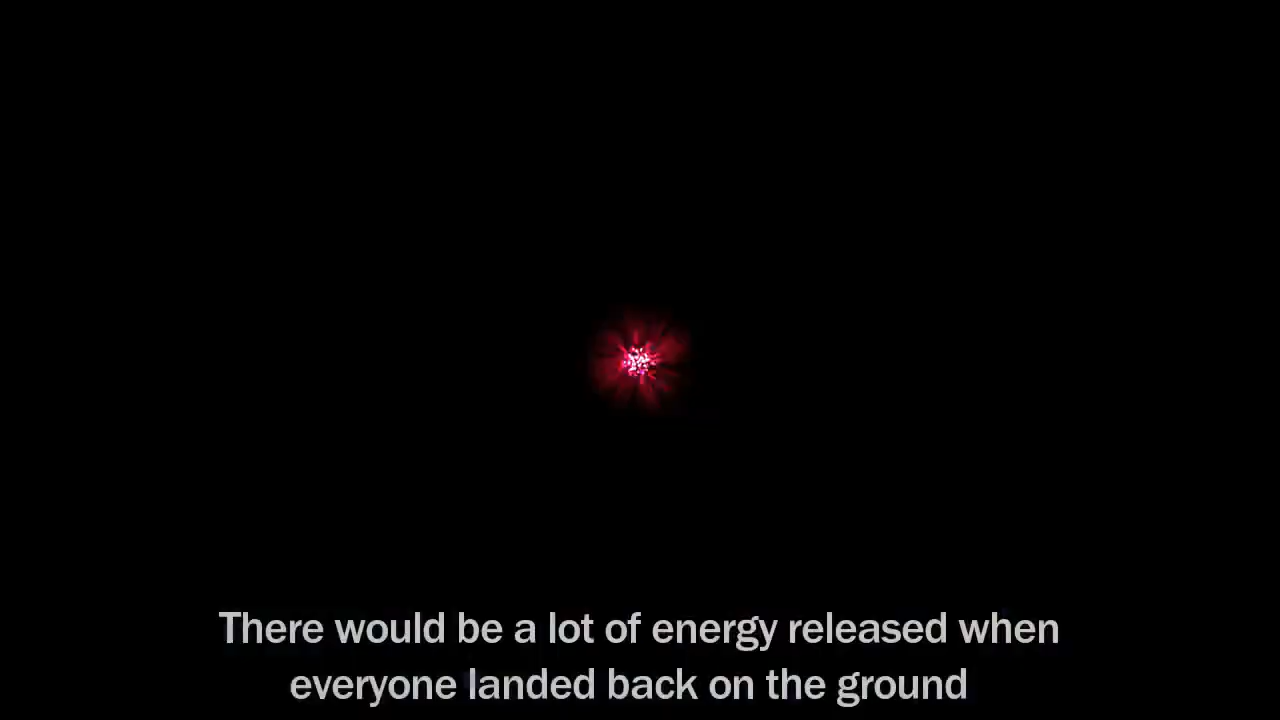 There would be a lot of energy released when
everyone landed back on the ground